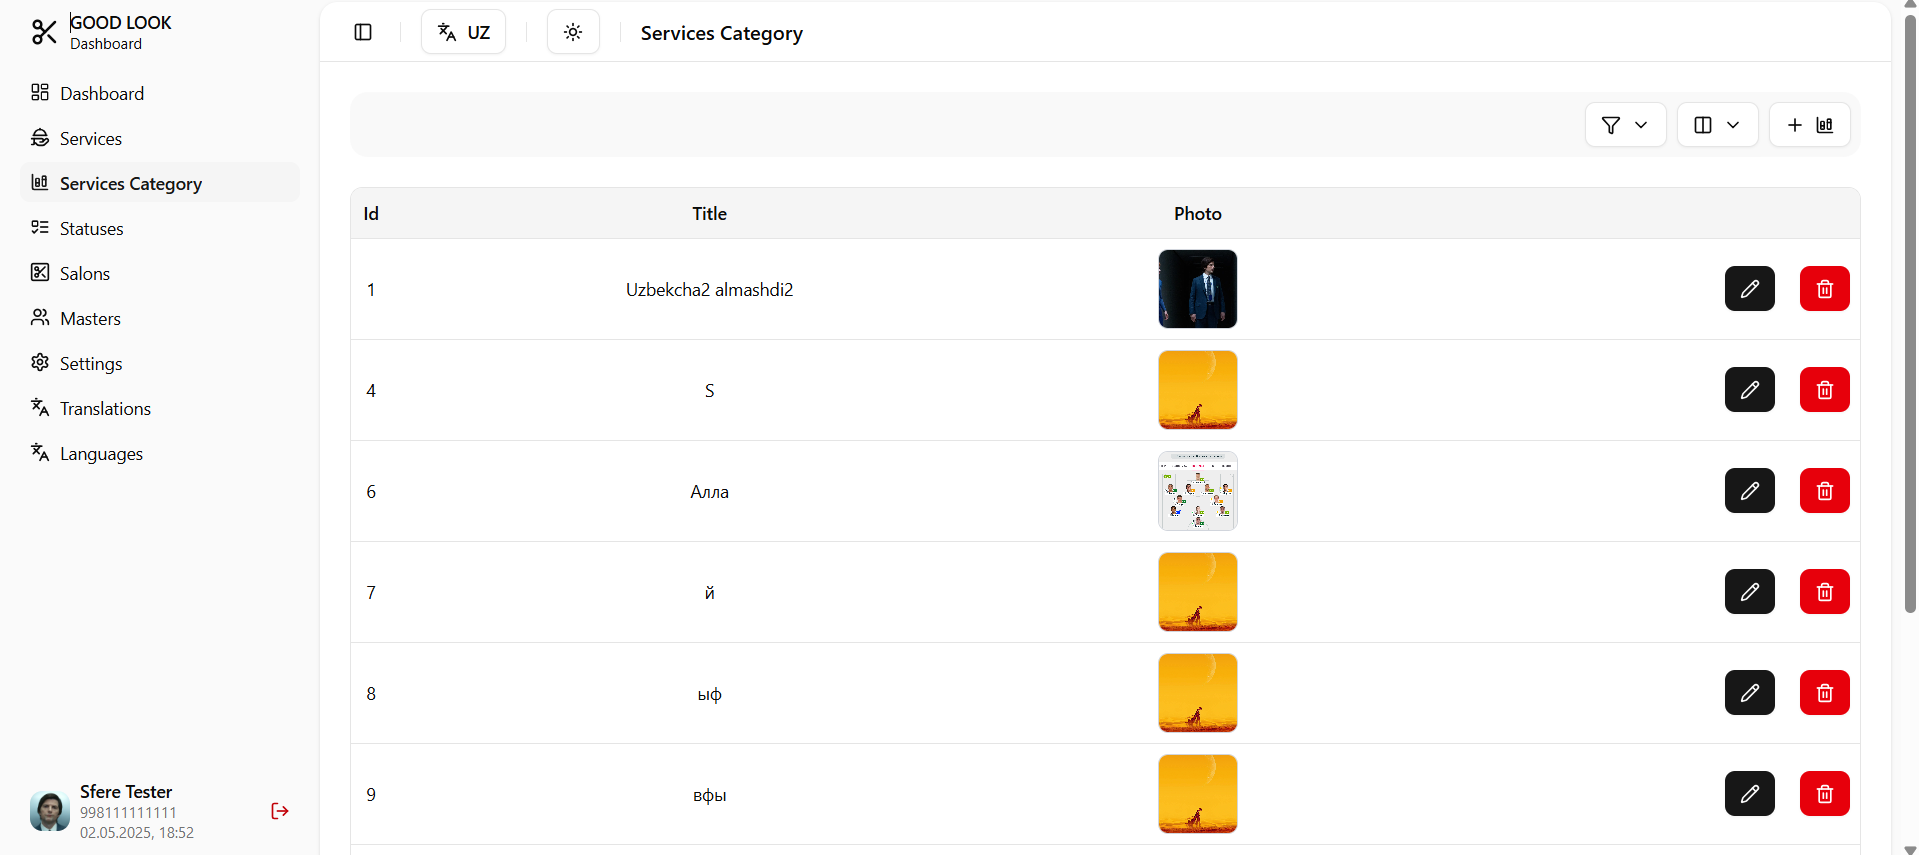 GOOD LOOK
Dashboard
Dashboard
Services
Services Category
Statuses
Salons
Masters
Settings
Translations
Languages
Sfere Tester
998111111111
02.05.2025, 18:52
UZ
Services Category
Id Title Photo
1 Uzbekcha2 almashdi2
4 S
6 Алла
7 й
8 ыф
9 вфы